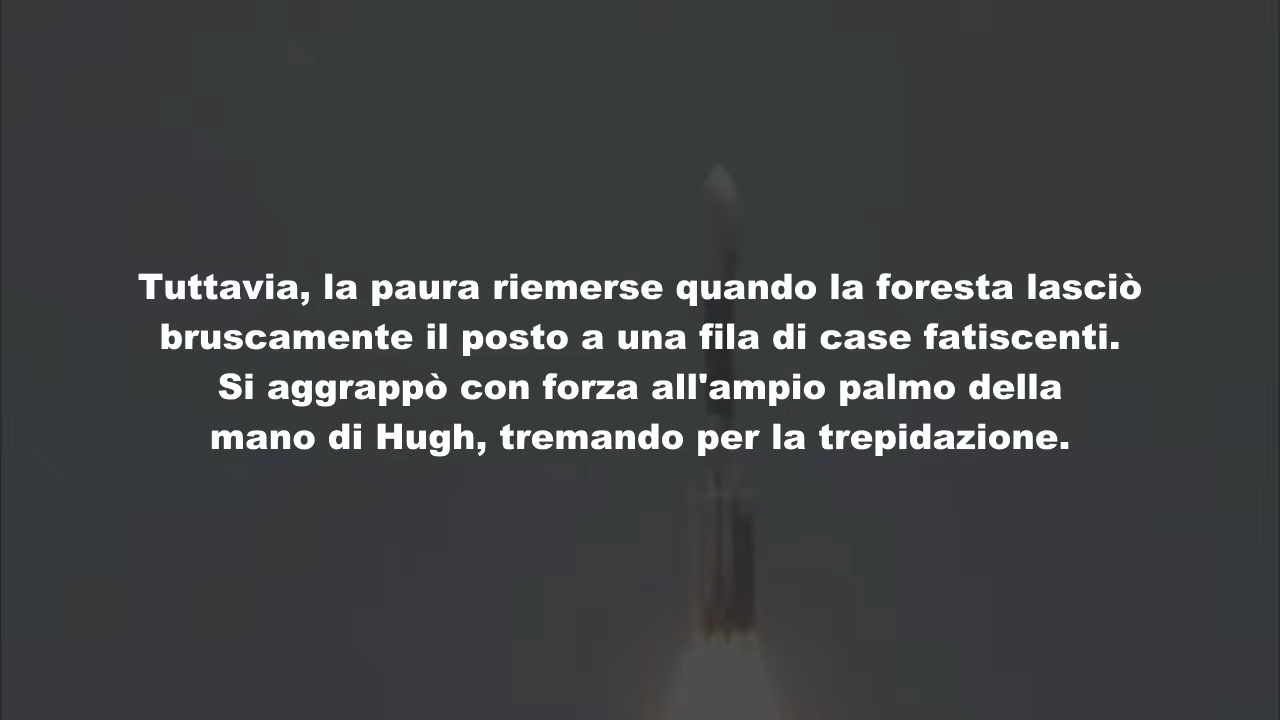 Tuttavia, la paura riemerse quando la foresta lasciò
bruscamente il posto a una fila di case fatiscenti.
Si aggrappò con forza all'ampio palmo della
mano di Hugh, tremando per la trepidazione.